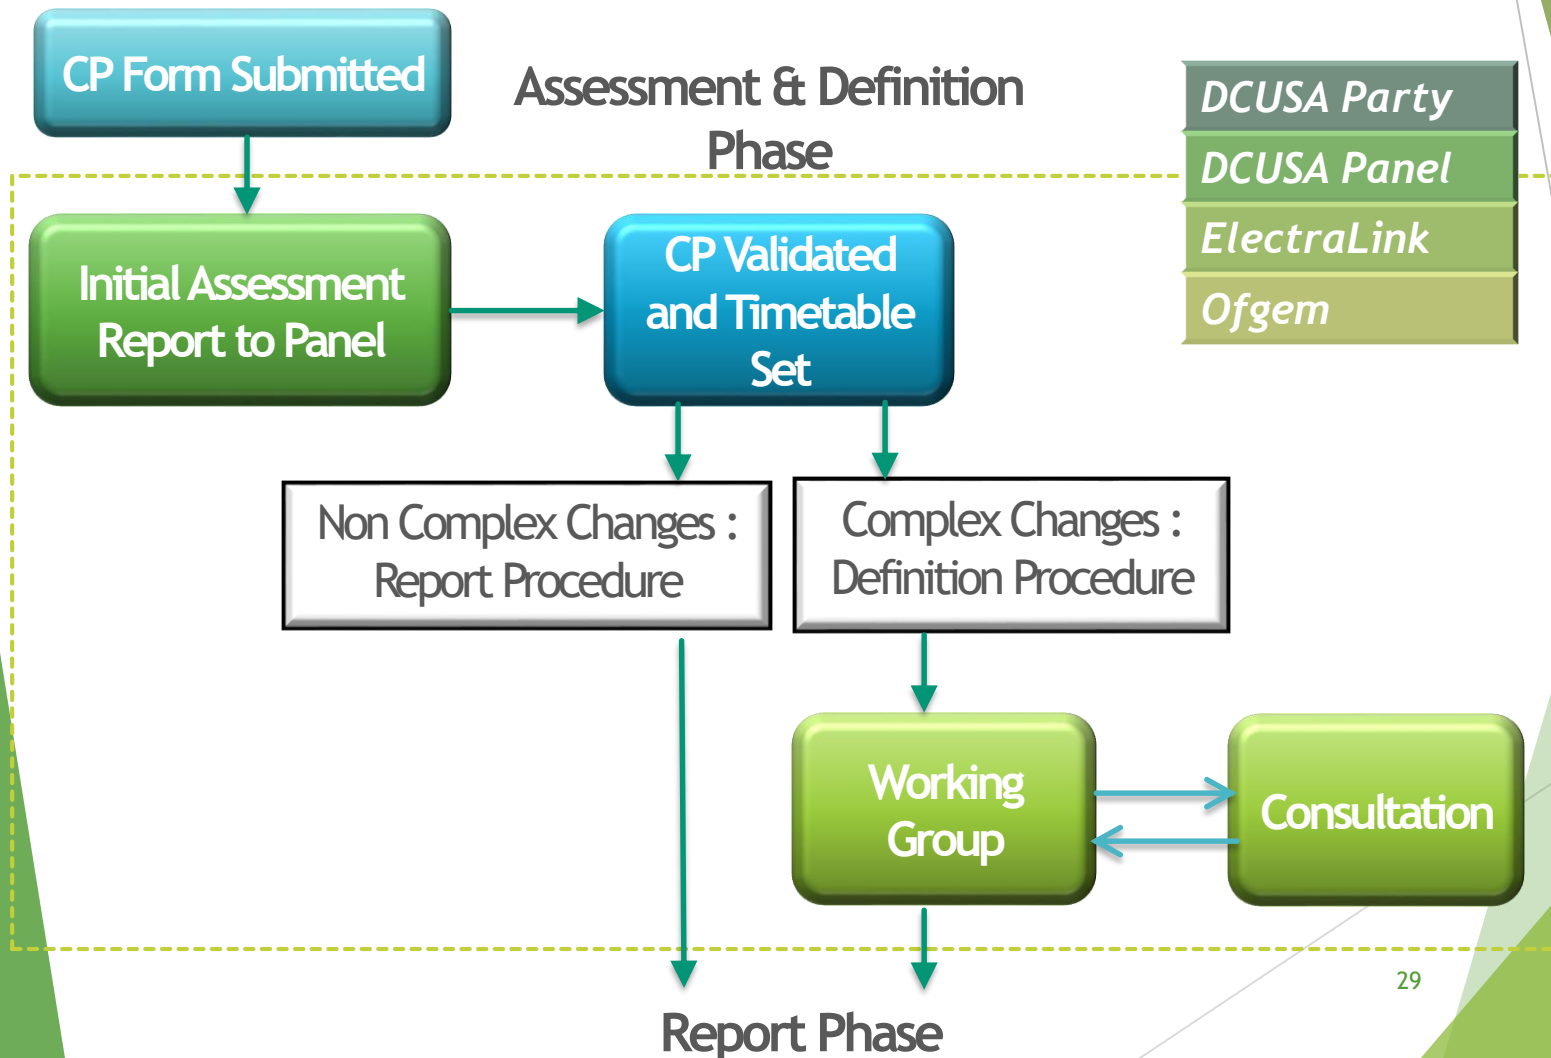 CP Form Submitted
Assessment & Definition
Phase
DCUSA Party
DCUSA Panel
ElectraLink
Ofgem
Initial Assessment
Report to Panel
CP Validated
and Timetable
Set
Non Complex Changes :
Report Procedure
Complex Changes :
Definition Procedure
Working
Group
Consultation
29
Report Phase